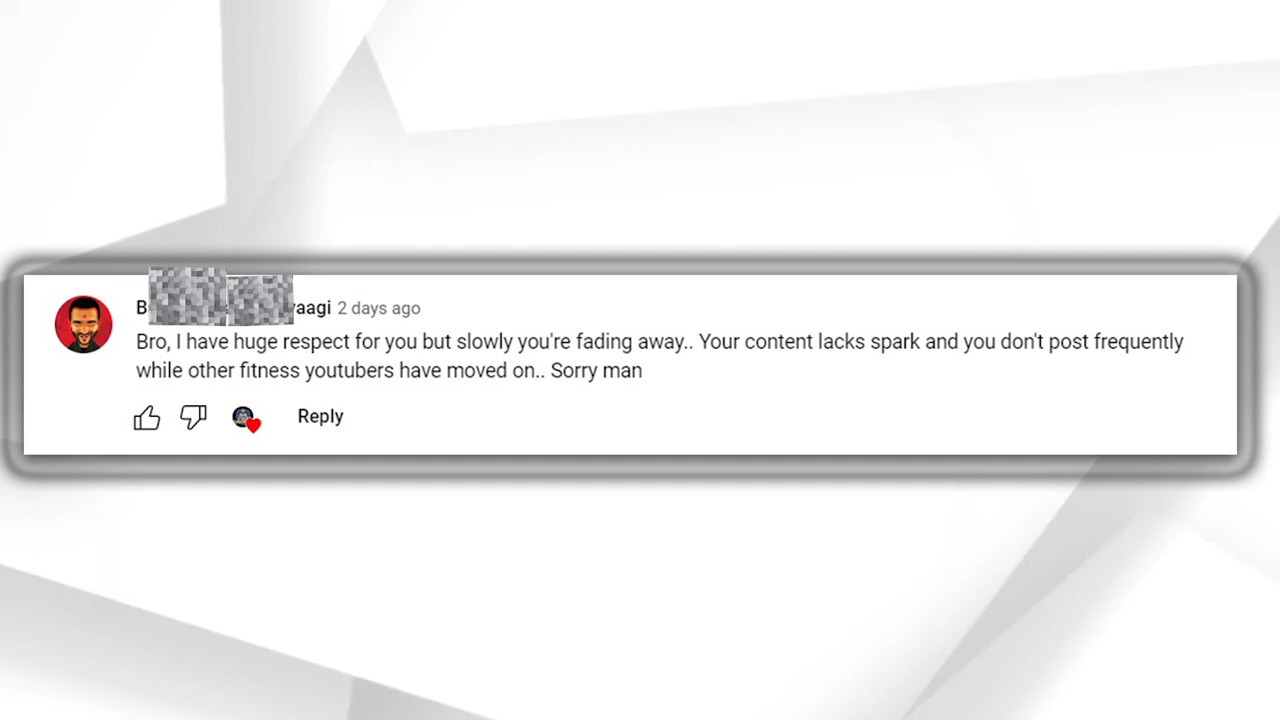 2 days ago
Bro, I have huge respect for you but slowly you're fading away.. Your content lacks spark and you don't post frequently
while other fitness youtubers have moved on.. Sorry man
Reply